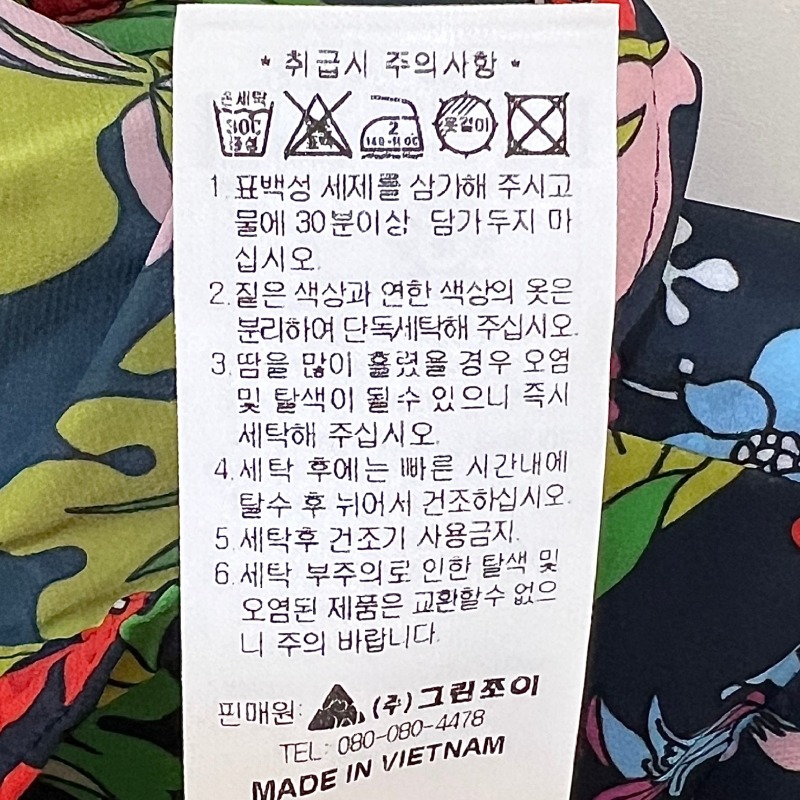 * 취급시 주의사항 *
손세탁
30C
중성
표백
2
140-160C
옷걸이
1. 표백성 세제를 삼가해 주시고
물에 30분이상 담가두지 마
십시오.
2. 짙은 색상과 연한 색상의 옷은
분리하여 단독세탁해 주십시오.
3. 땀을 많이 흘렸을 경우 오염
및 탈색이 될수 있으니 즉시
세탁해 주십시오.
4. 세탁 후에는 빠른 시간내에
탈수 후 뉘어서 건조하십시오.
5. 세탁후 건조기 사용금지.
6. 세탁 부주의로 인한 탈색 및
오염된 제품은 교환할수 없으
니 주의 바랍니다.
판매원: (주)그린조이
TEL: 080-080-4478
MADE IN VIETNAM